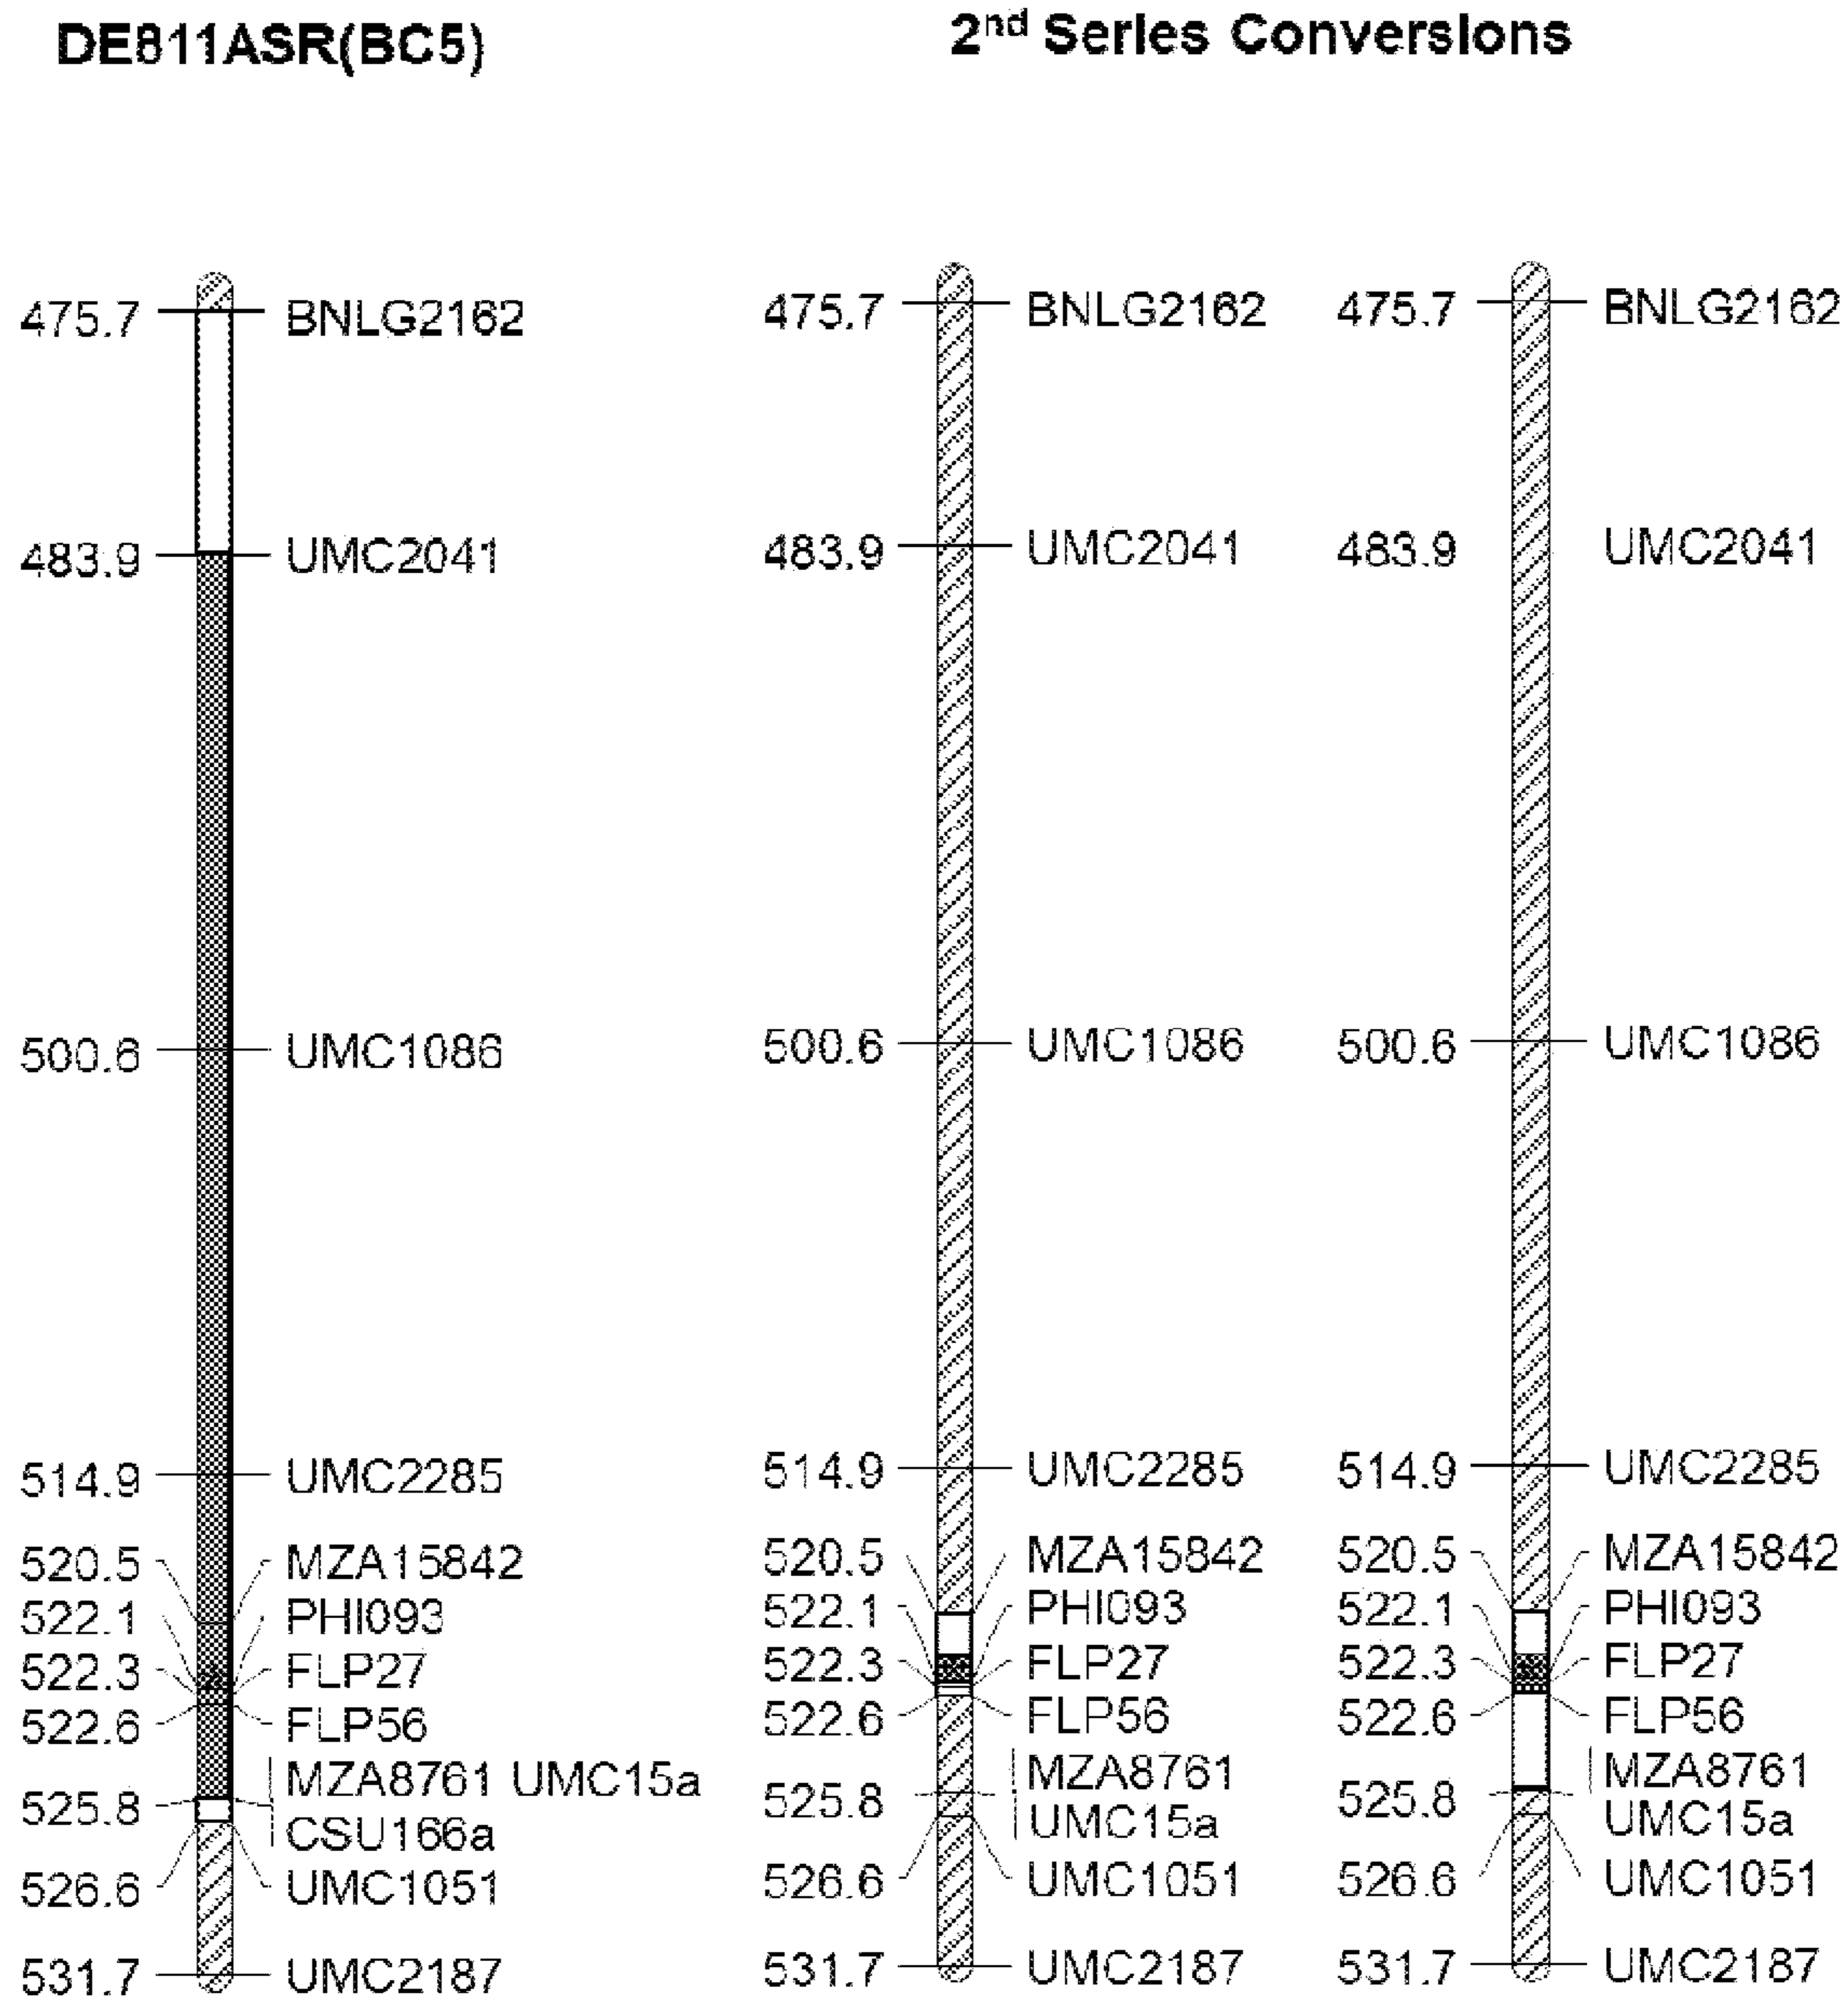 DE811ASR(BC5)
2nd Series Conversions
475.7 BNLG2162
483.9 UMC2041
500.6 UMC1086
514.9 UMC2285
520.5 MZA15842
522.1 PHI093
522.3 FLP27
522.6 FLP56
525.8 MZA8761 UMC15a
CSU166a
526.6 UMC1051
531.7 UMC2187
475.7 BNLG2162
483.9 UMC2041
500.6 UMC1086
514.9 UMC2285
520.5 MZA15842
522.1 PHI093
522.3 FLP27
522.6 FLP56
525.8 MZA8761
UMC15a
526.6 UMC1051
531.7 UMC2187
475.7 BNLG2162
483.9 UMC2041
500.6 UMC1086
514.9 UMC2285
520.5 MZA15842
522.1 PHI093
522.3 FLP27
522.6 FLP56
525.8 MZA8761
UMC15a
526.6 UMC1051
531.7 UMC2187